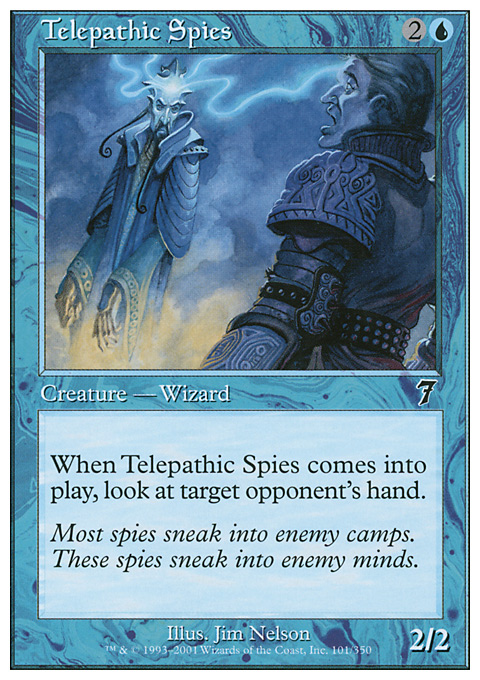 Telepathic Spies 2
Creature — Wizard 7
When Telepathic Spies comes into
play, look at target opponent's hand.
Most spies sneak into enemy camps.
These spies sneak into enemy minds.
Illus. Jim Nelson
™ & © 1993–2001 Wizards of the Coast, Inc. 101/350
2/2